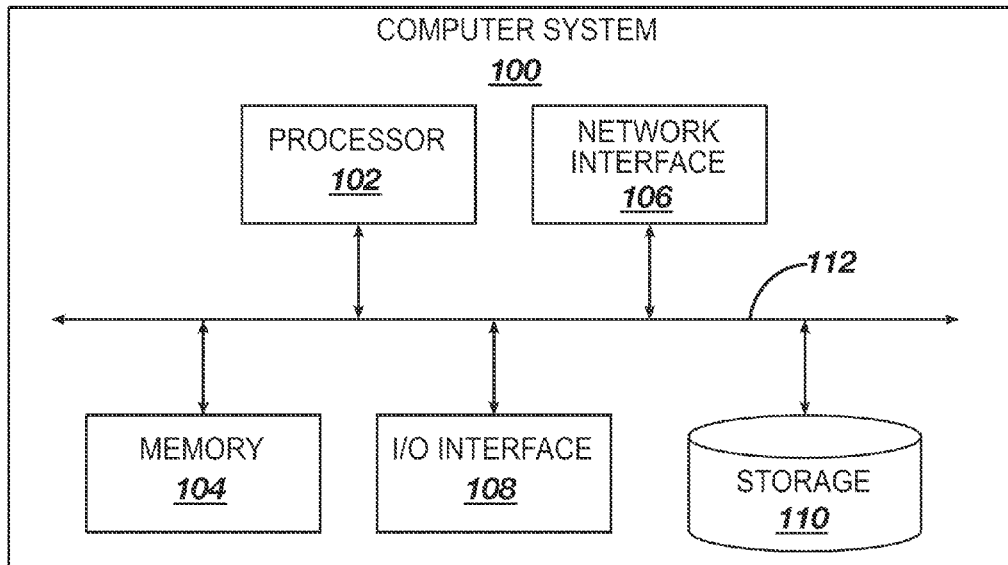 COMPUTER SYSTEM
100
PROCESSOR
102
NETWORK
INTERFACE
106
112
MEMORY
104
I/O INTERFACE
108
STORAGE
110